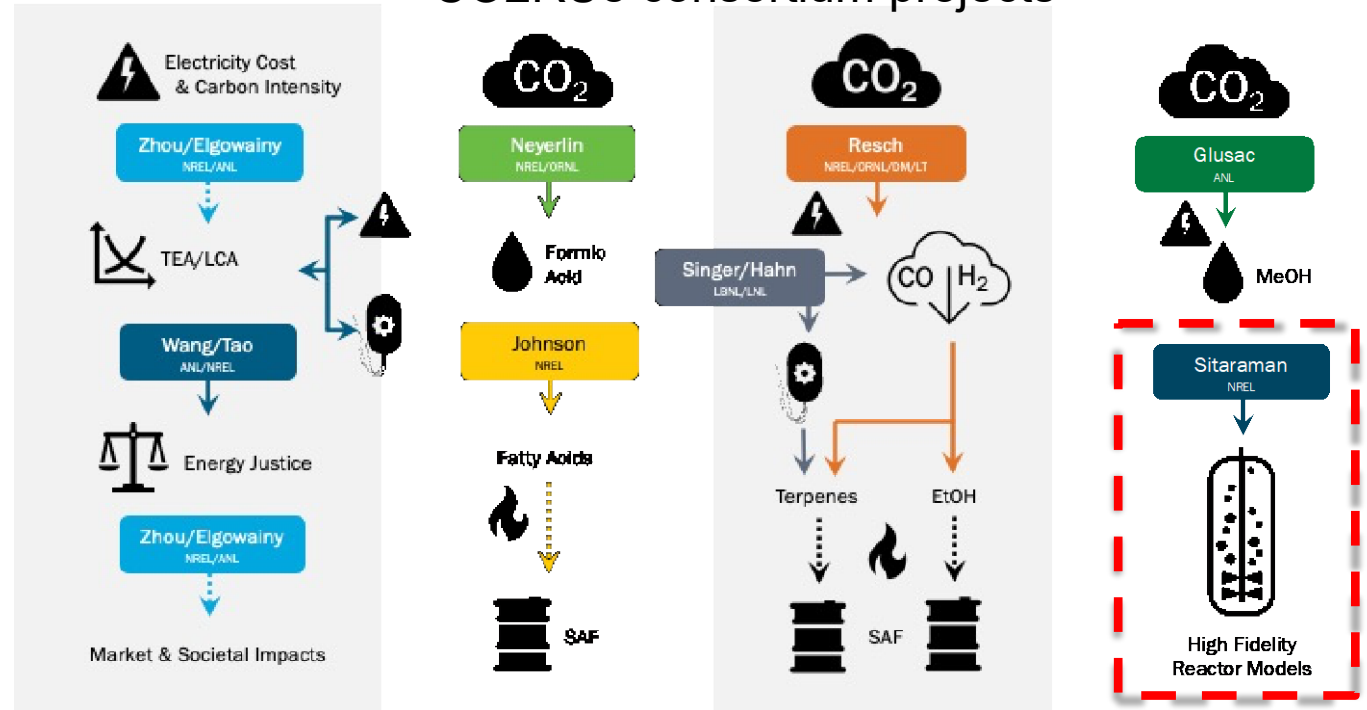 consortium projects
Electricity Cost
& Carbon Intensity
Zhou/Elgowainy
NREL/ANL
TEA/LCA
Wang/Tao
ANL/NREL
Energy Justice
Zhou/Elgowainy
NREL/ANL
Market & Societal Impacts
CO₂
Neyerlin
NREL/ORNL
Formic
Acid
Johnson
NREL
Fatty Acids
SAF
CO₂
Resch
NREL/ORNL/DM/LT
Singer/Hahn
LBNL/LNL
CO H₂
Terpenes EtOH
SAF
CO₂
Glusac
ANL
MeOH
Sitaraman
NREL
High Fidelity
Reactor Models